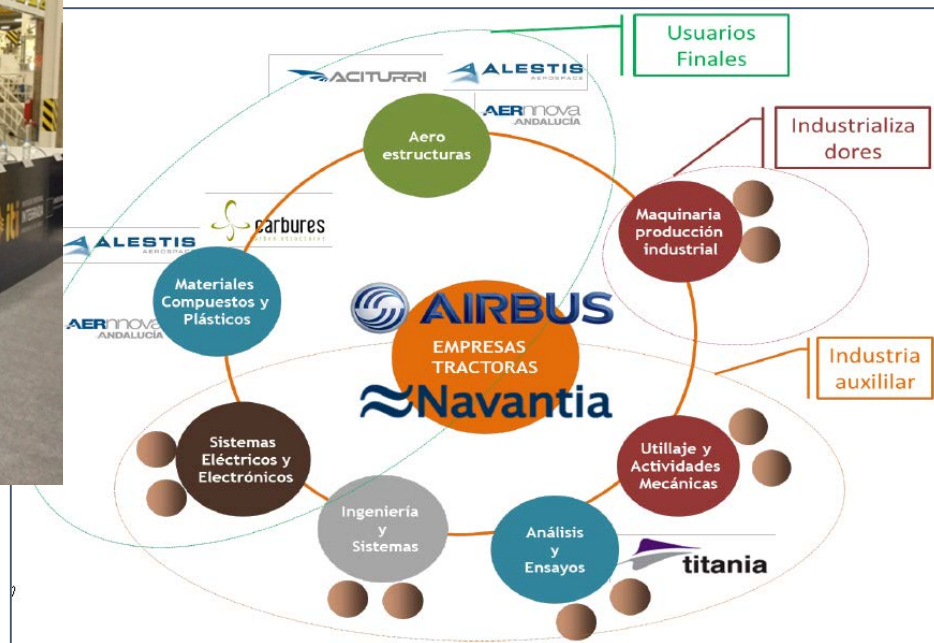 Usuarios
Finales
ACITURRI
ALESTIS
AEROSPACE
AERnnova
ANDALUCÍA
Aero
estructuras
Industrializa
dores
Maquinaria
producción
industrial
carbures
ALESTIS
AEROSPACE
Materiales
Compuestos y
Plásticos
AERnnova
ANDALUCÍA
AIRBUS
EMPRESAS
TRACTORAS
Navantia
Industria
auxililar
Sistemas
Eléctricos y
Electrónicos
Utillaje y
Actividades
Mecánicas
Ingeniería
y
Sistemas
Análisis
y
Ensayos
titania